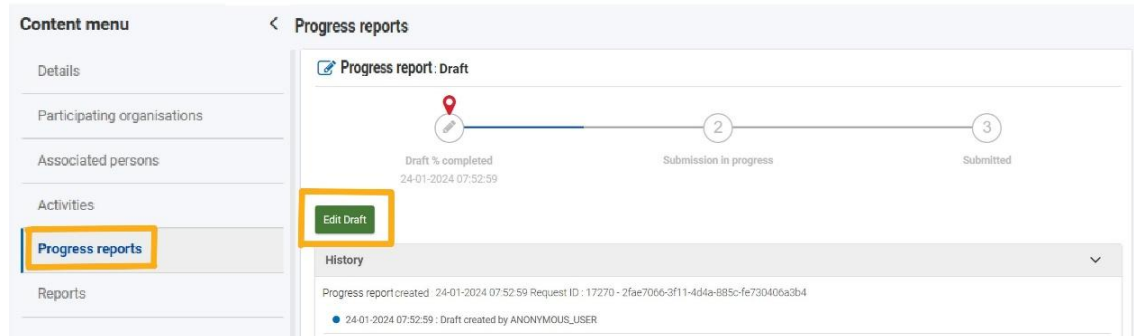 Content menu
Details
Participating organisations
Associated persons
Activities
Progress reports
Reports
Progress reports
Progress report: Draft
2
3
Draft % completed
Submission in progress
Submitted
24-01-2024 07:52:59
Edit Draft
History
Progress report created 24-01-2024 07:52:59 Request ID : 17270 - 2fae7066-3f11-4d4a-885c-fe730406a3b4
24-01-2024 07:52:59 : Draft created by ANONYMOUS_USER